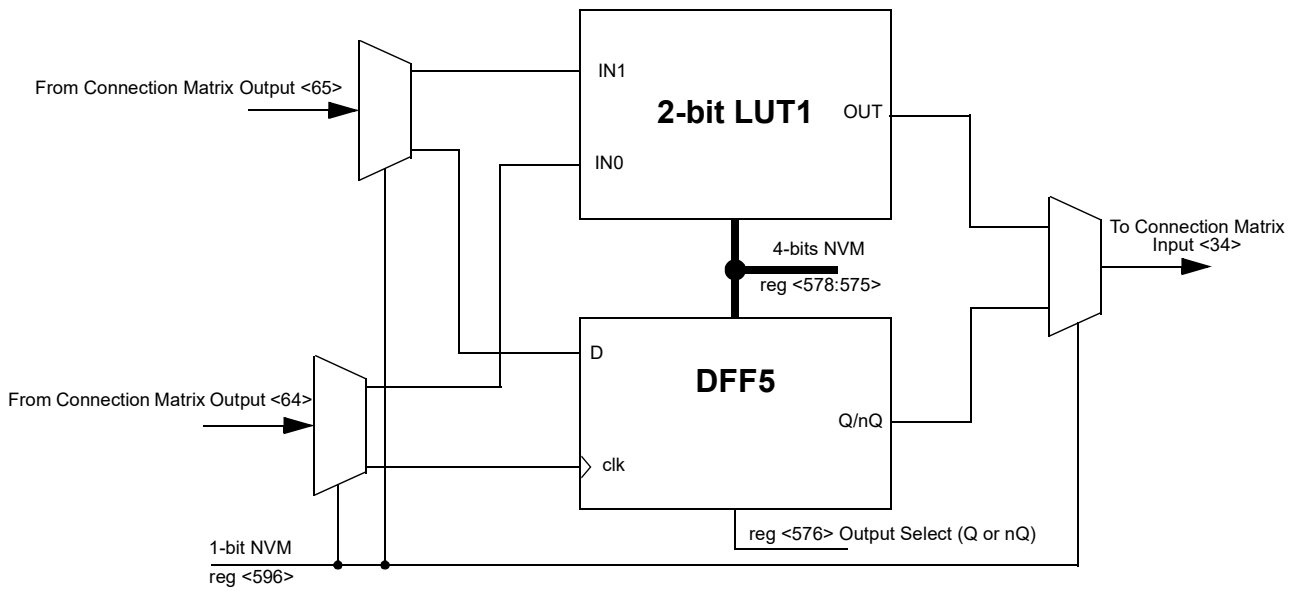 From Connection Matrix Output <65>
IN1
2-bit LUT1
OUT
IN0
To Connection Matrix
Input <34>
4-bits NVM
reg <578:575>
D
DFF5
From Connection Matrix Output <64>
Q/nQ
clk
reg <576> Output Select (Q or nQ)
1-bit NVM
reg <596>